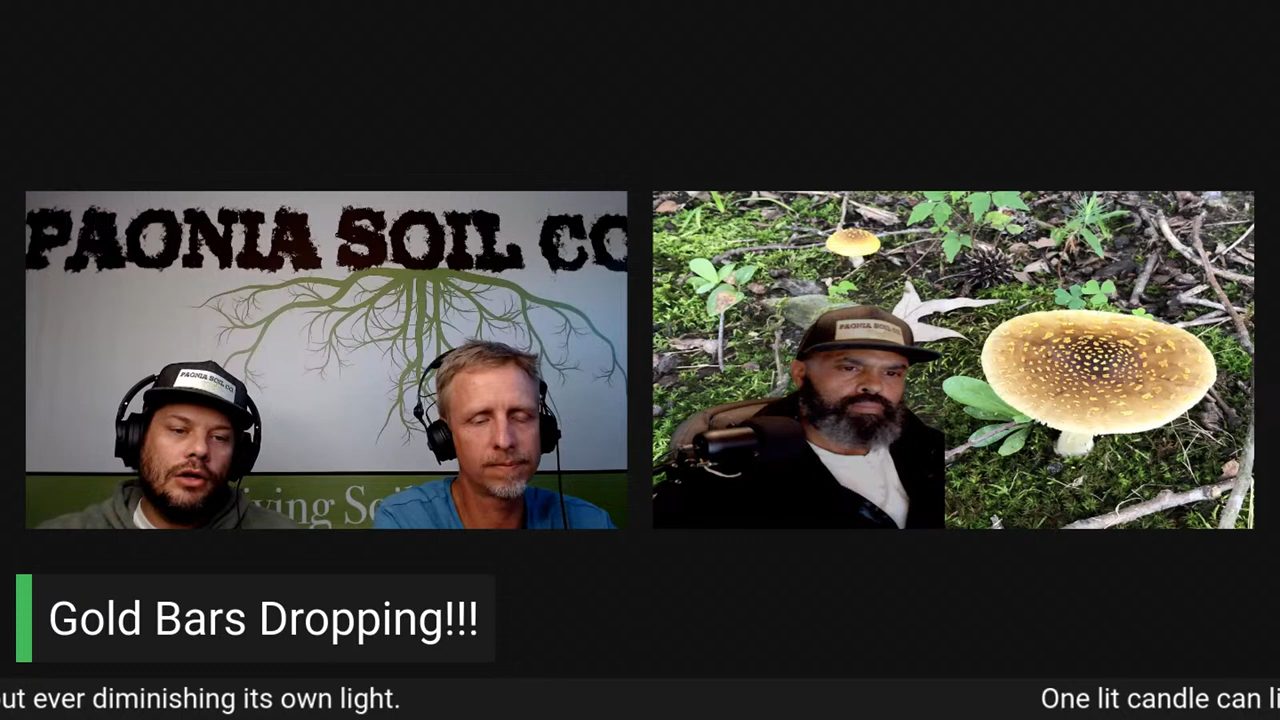 PAONIA SOIL CO
PAONIA SOIL CO.
PAONIA SOIL CO.
iving So
Gold Bars Dropping!!!
ut ever diminishing its own light.
One lit candle can li